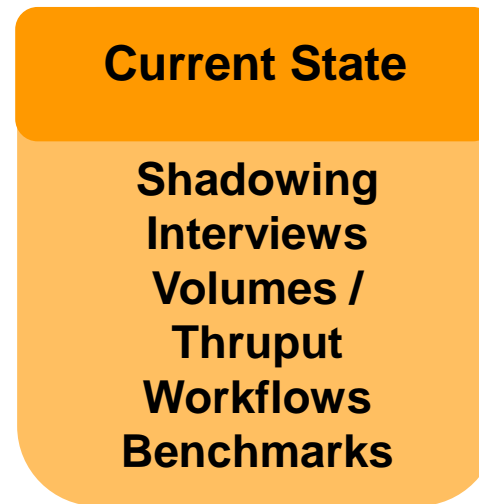 Current State
Shadowing
Interviews
Volumes /
Thruput
Workflows
Benchmarks